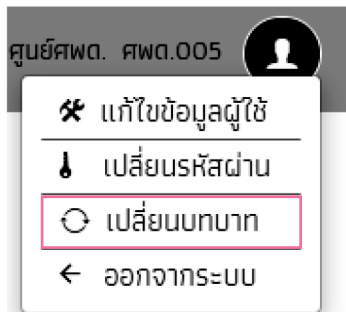 ศูนย์ศพด. ศพด.005
แก้ไขข้อมูลผู้ใช้
เปลี่ยนรหัสผ่าน
เปลี่ยนบทบาท
ออกจากระบบ